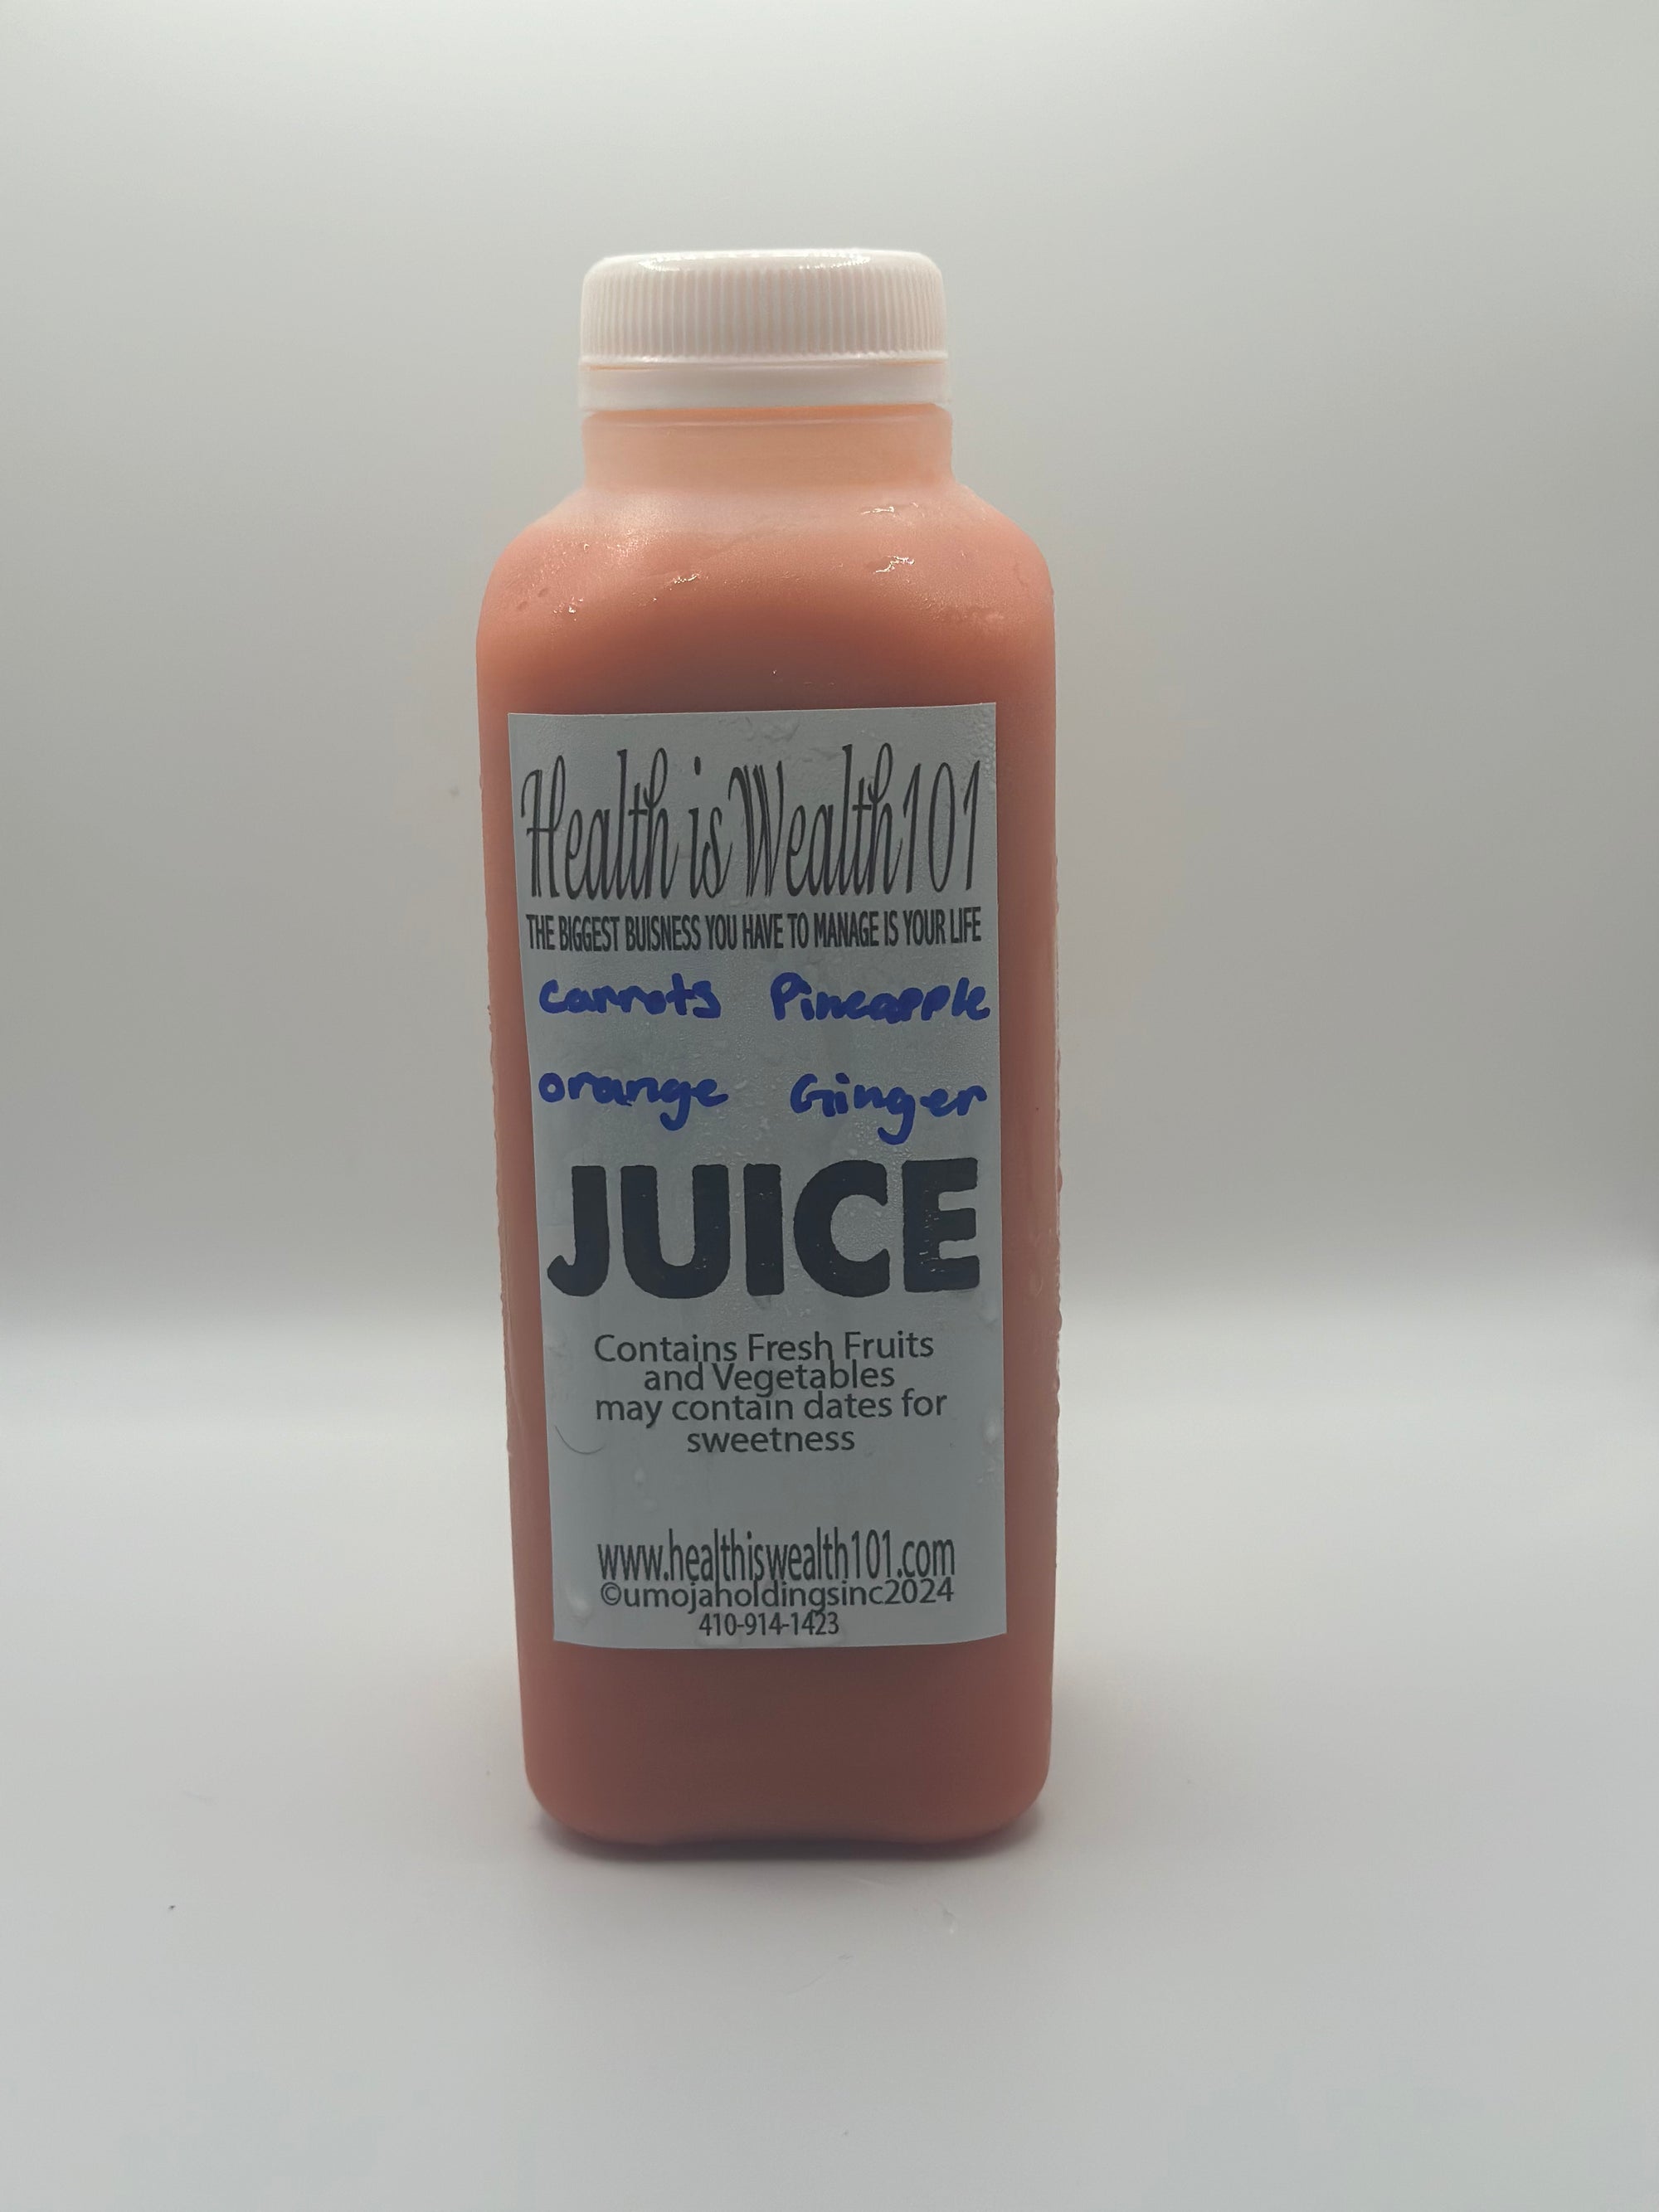 Health is Wealth101
THE BIGGEST BUISNESS YOU HAVE TO MANAGE IS YOUR LIFE
Carrots Pineapple
orange Ginger
JUICE
Contains Fresh Fruits
and Vegetables
may contain dates for
sweetness
www.healthiswealth101.com
©umojaholdingsinc2024
410-914-1423